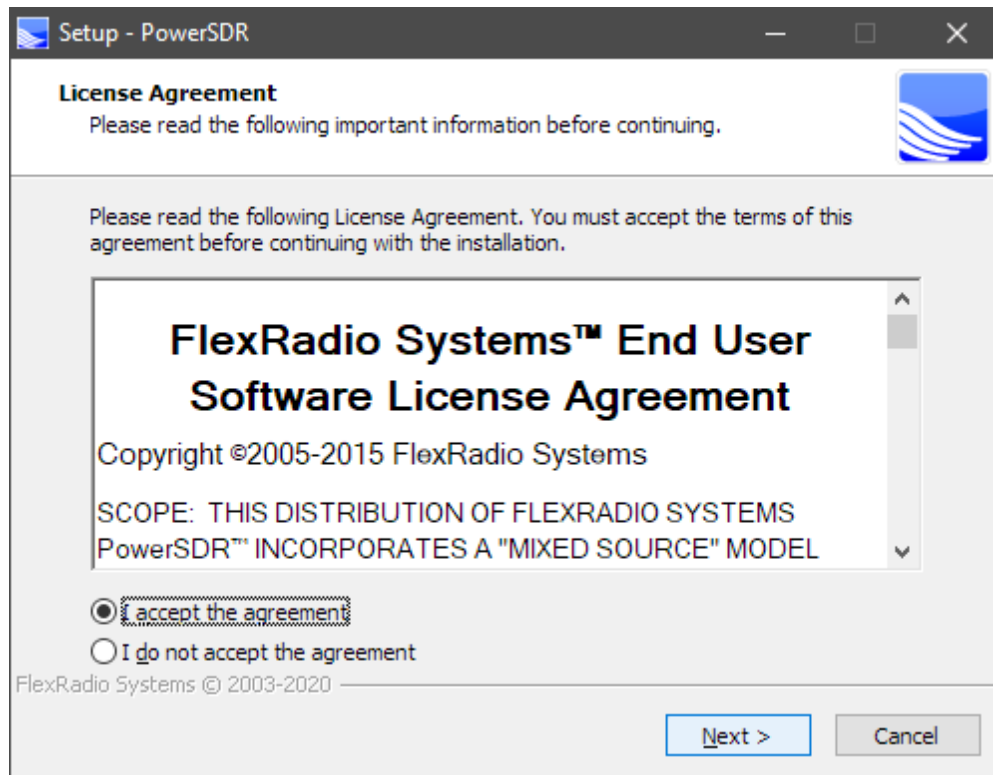 Setup - PowerSDR
License Agreement
Please read the following important information before continuing.
Please read the following License Agreement. You must accept the terms of this
agreement before continuing with the installation.
FlexRadio Systems™ End User
Software License Agreement
Copyright ©2005-2015 FlexRadio Systems
SCOPE:  THIS DISTRIBUTION OF FLEXRADIO SYSTEMS
PowerSDR™ INCORPORATES A "MIXED SOURCE" MODEL
I accept the agreement
I do not accept the agreement
FlexRadio Systems © 2003-2020
Next >
Cancel